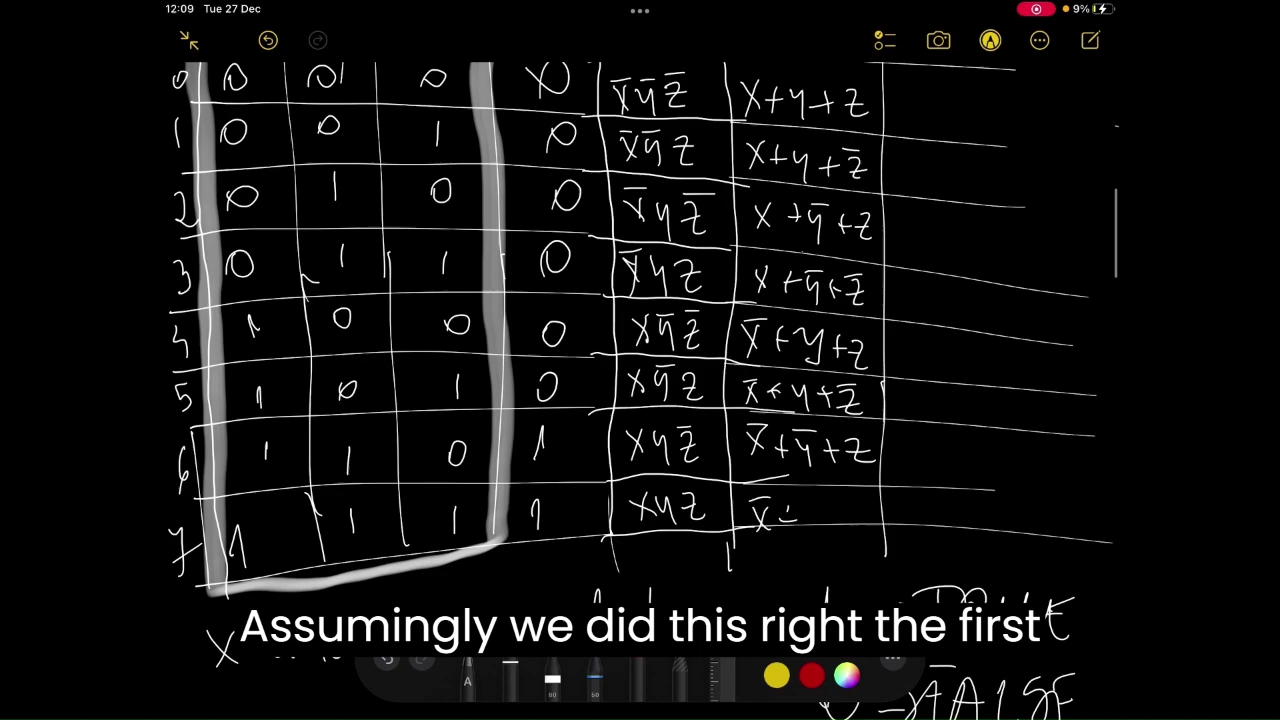 12:09 Tue 27 Dec 9%
0 0 0 0 0 x̄ȳz̄ x+y+z
1 0 0 1 0 x̄ȳz x+y+z̄
2 0 1 0 0 x̄yz̄ x+ȳ+z
3 0 1 1 0 x̄yz x+ȳ+z̄
4 1 0 0 0 xȳz̄ x̄+y+z
5 1 0 1 0 xȳz x̄+y+z̄
6 1 1 0 1 xyz̄ x̄+ȳ+z
7 1 1 1 1 xyz x̄+
Assumingly we did this right the first
x
A 80 50